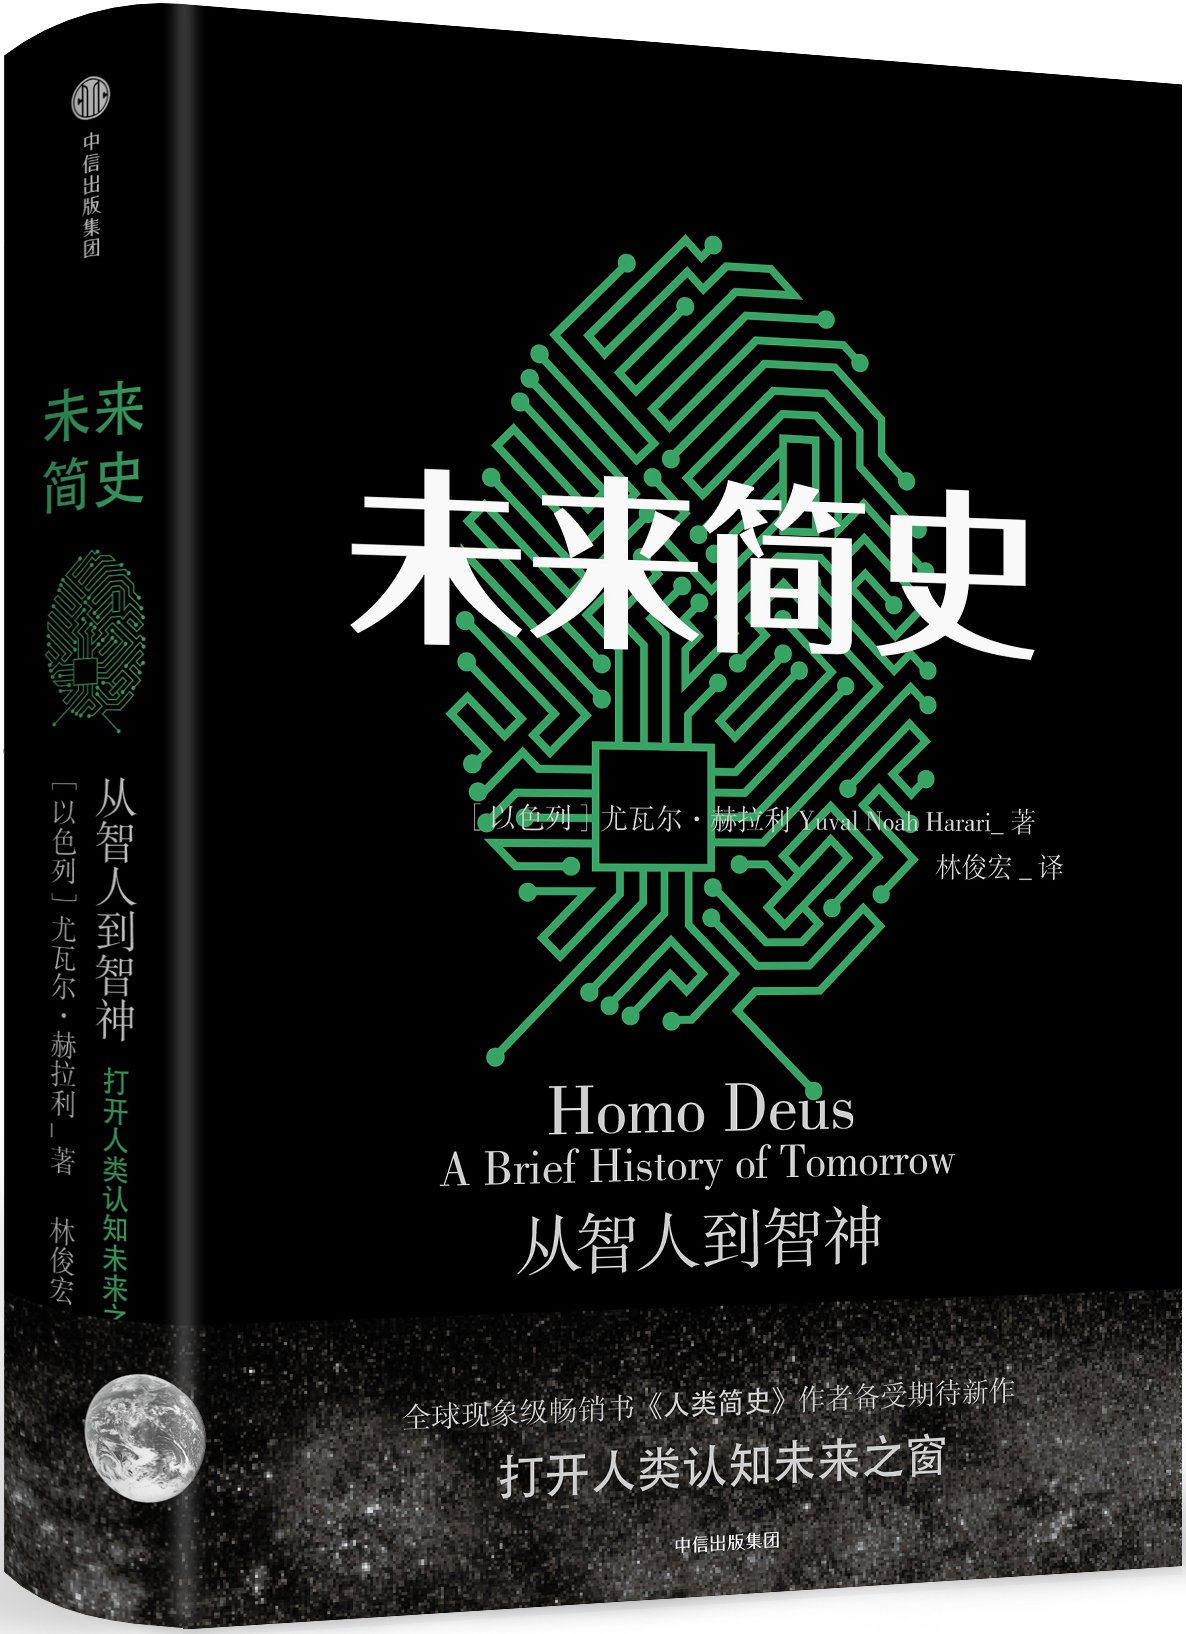 中信出版集团
未来
简史
从智人到智神
打开人类认知未来之
[以色列] 尤瓦尔·赫拉利_著
林俊宏
未来简史
[以色列] 尤瓦尔·赫拉利 Yuval Noah Harari_ 著
林俊宏 _ 译
Homo Deus
A Brief History of Tomorrow
从智人到智神
全球现象级畅销书《人类简史》作者备受期待新作
打开人类认知未来之窗
中信出版集团